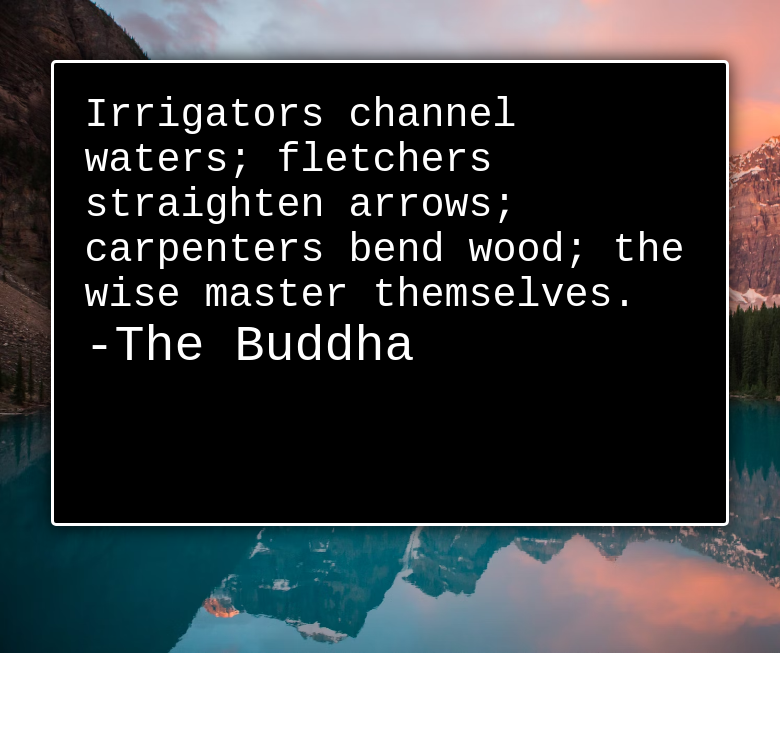 Irrigators channel
waters; fletchers
straighten arrows;
carpenters bend wood; the
wise master themselves.
-The Buddha